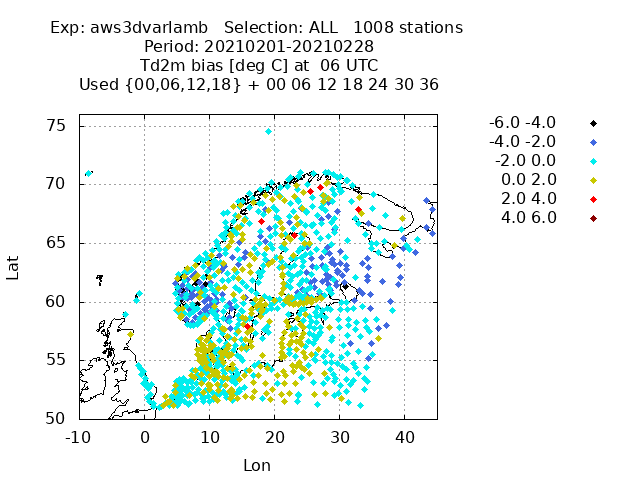 Exp: aws3dvarlamb   Selection: ALL   1008 stations
Period: 20210201-20210228
Td2m bias [deg C] at  06 UTC
Used {00,06,12,18} + 00 06 12 18 24 30 36
-6.0 -4.0
-4.0 -2.0
-2.0 0.0
0.0 2.0
2.0 4.0
4.0 6.0
75
70
65
60
55
50
Lat
-10 0 10 20 30 40
Lon